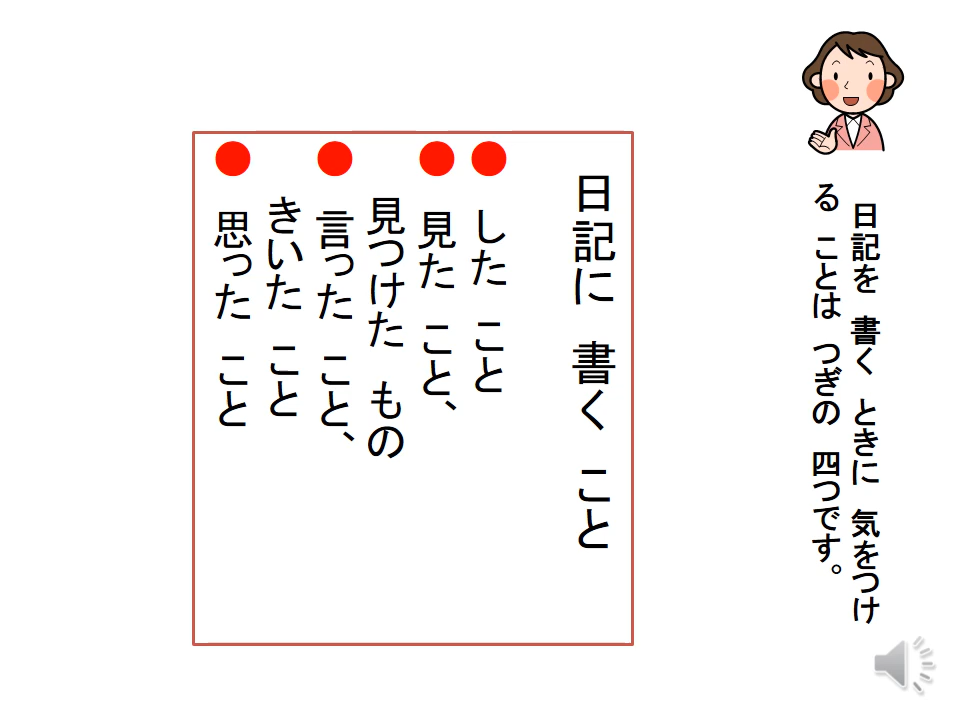 日記を 書く ときに 気をつけ
る ことは つぎの 四つです。
日記に 書く こと
● した こと
● 見た こと、
見つけた もの
● 言った こと、
きいた こと
● 思った こと